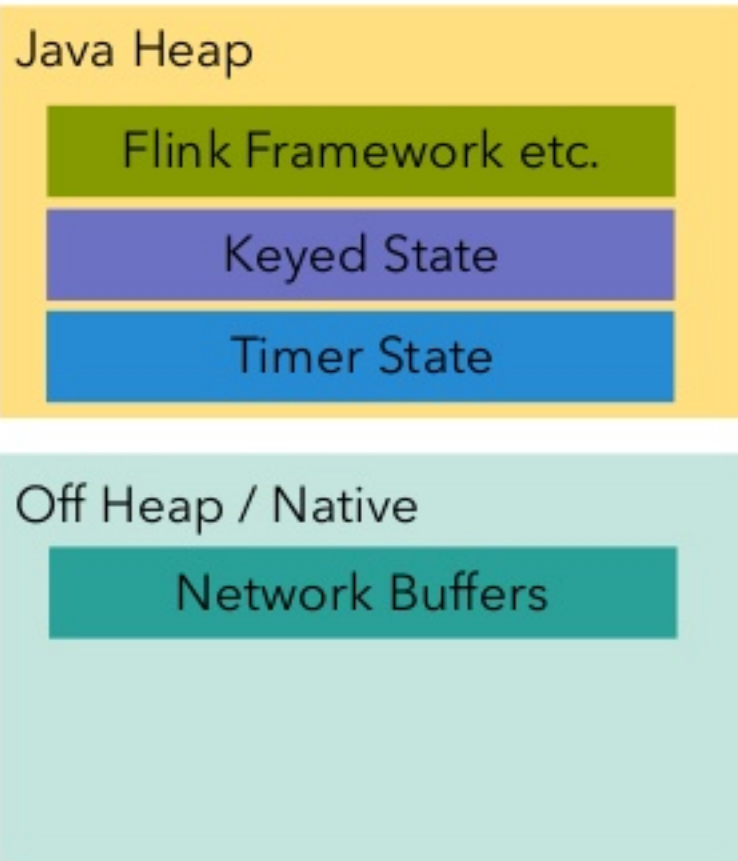 Java Heap
Flink Framework etc.
Keyed State
Timer State
Off Heap / Native
Network Buffers